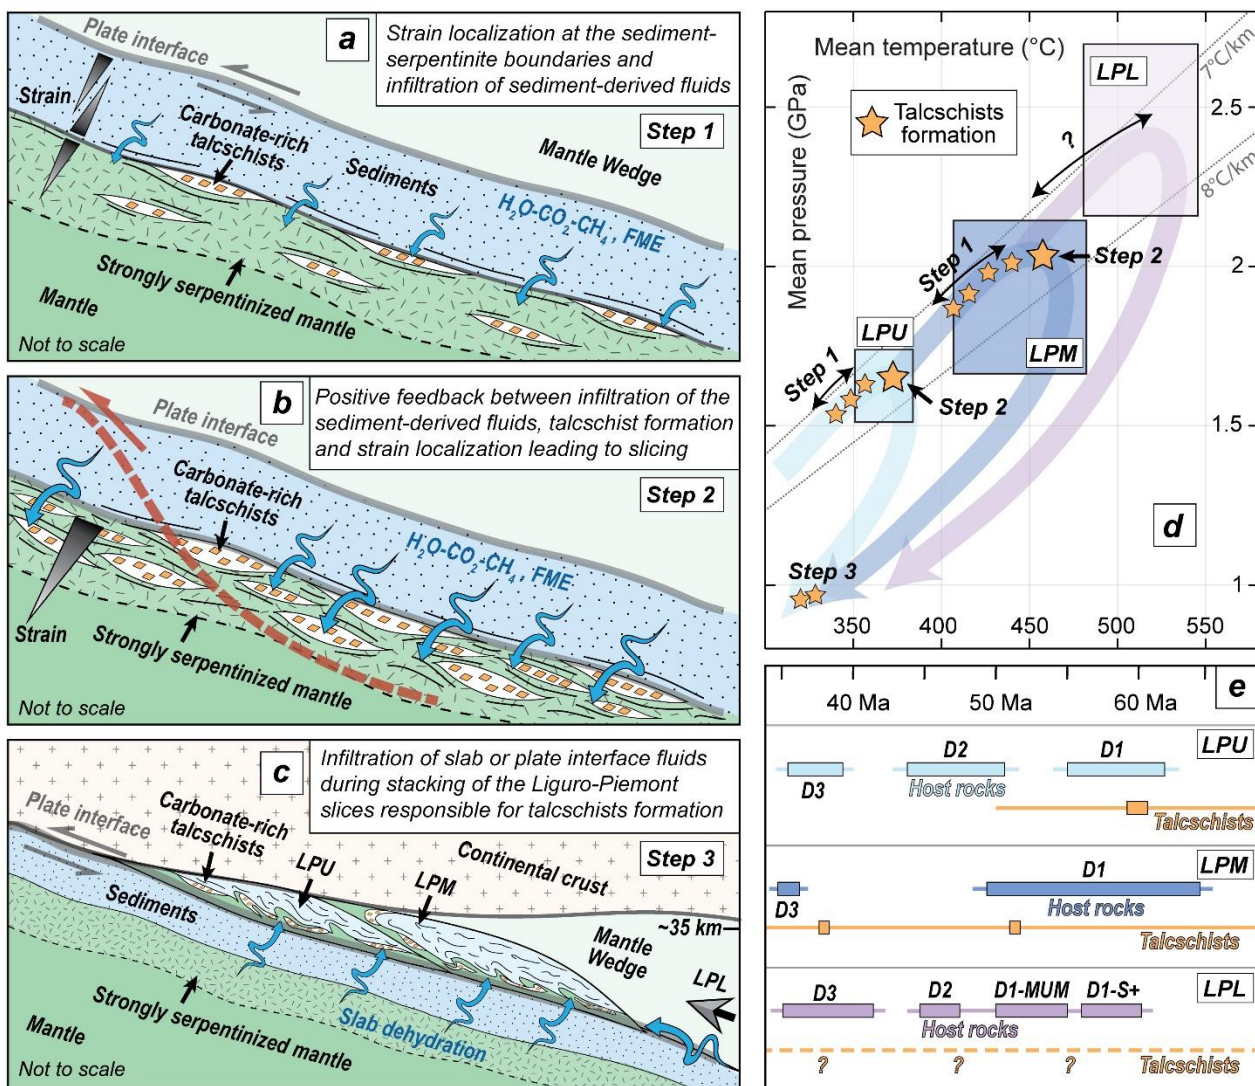 a
Strain localization at the sediment-
serpentinite boundaries and
infiltration of sediment-derived fluids
Step 1
Plate interface
Strain
Carbonate-rich
talcschists
Sediments
Mantle Wedge
H₂O-CO₂-CH₄, FME
Strongly serpentinized mantle
Mantle
Not to scale
b
Positive feedback between infiltration of the
sediment-derived fluids, talcschist formation
and strain localization leading to slicing
Step 2
Plate interface
Carbonate-rich
talcschists
H₂O-CO₂-CH₄, FME
Strain
Strongly serpentinized mantle
Mantle
Not to scale
c
Infiltration of slab or plate interface fluids
during stacking of the Liguro-Piemont
slices responsible for talcschists formation
Step 3
Plate interface
Carbonate-rich
talcschists
LPU
LPM
Continental crust
~35 km
Sediments
Mantle
Wedge
LPL
Slab dehydration
Strongly serpentinized mantle
Mantle
Not to scale
Mean temperature (°C)
Mean pressure (GPa)
Talcschists
formation
LPL
7°C/km
8°C/km
2.5
?
Step 1
Step 2
2
LPU
LPM
Step 1
Step 2
1.5
d
Step 3
1
350 400 450 500 550
e
40 Ma 50 Ma 60 Ma
LPU
D3 D2 D1
Host rocks
Talcschists
LPM
D3 D1
Host rocks
Talcschists
LPL
D3 D2 D1-MUM D1-S+
Host rocks
? ? ? Talcschists